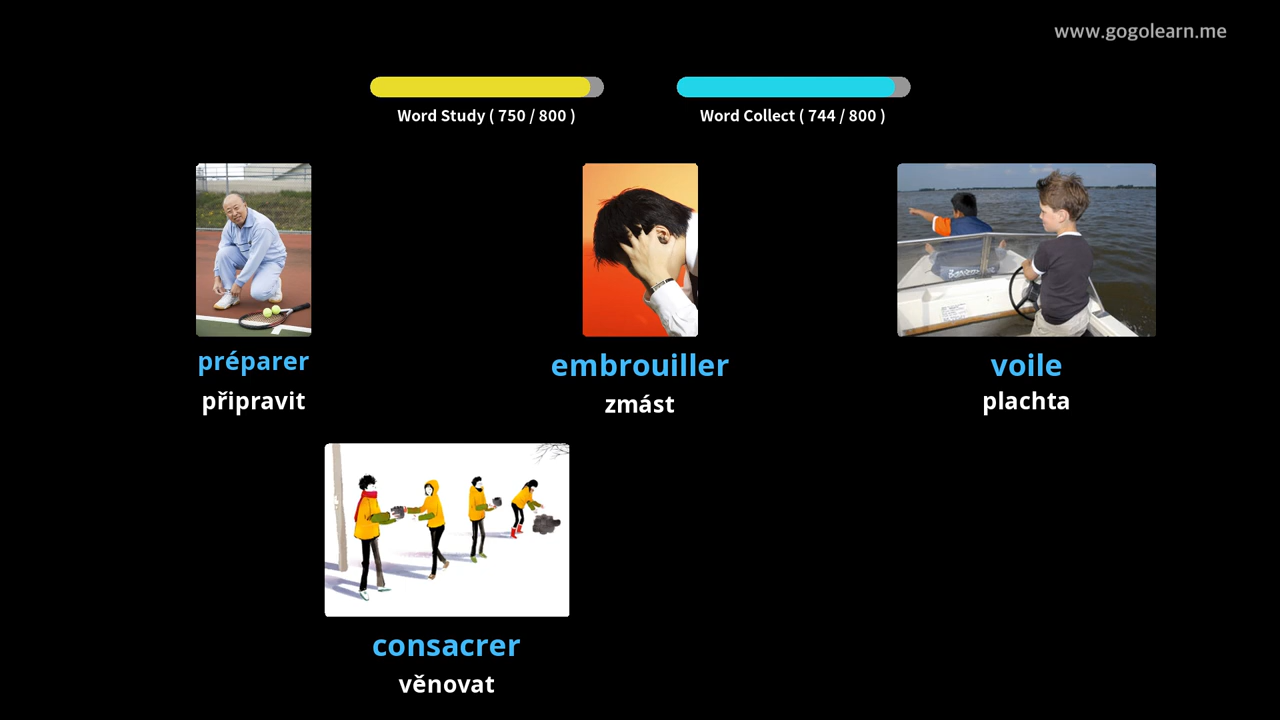 www.gogolearn.me
Word Study ( 750 / 800 )
Word Collect ( 744 / 800 )
préparer
připravit
embrouiller
zmást
voile
plachta
consacrer
věnovat